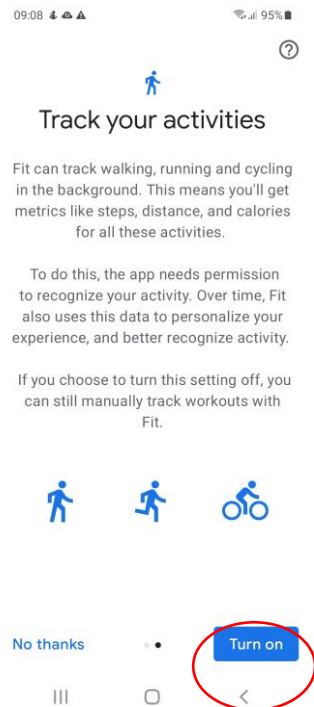 09:08 95%
Track your activities
Fit can track walking, running and cycling
in the background. This means you'll get
metrics like steps, distance, and calories
for all these activities.
To do this, the app needs permission
to recognize your activity. Over time, Fit
also uses this data to personalize your
experience, and better recognize activity.
If you choose to turn this setting off, you
can still manually track workouts with
Fit.
No thanks Turn on